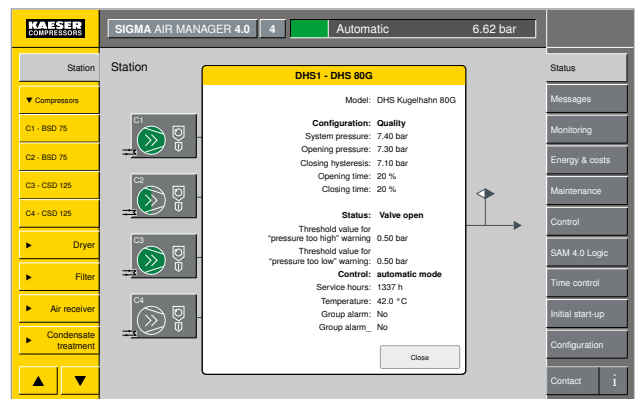 KAESER
COMPRESSORS
SIGMA AIR MANAGER 4.0
4
Automatic
6.62 bar
Station
▼ Compressors
C1 - BSD 75
C2 - BSD 75
C3 - CSD 125
C4 - CSD 125
► Dryer
► Filter
► Air receiver
► Condensate
treatment
▲ ▼
Station
C1
C2
C3
C4
DHS1 - DHS 80G
Model: DHS Kugelhahn 80G
Configuration: Quality
System pressure: 7.40 bar
Opening pressure: 7.30 bar
Closing hysteresis: 7.10 bar
Opening time: 20 %
Closing time: 20 %
Status: Valve open
Threshold value for
"pressure too high" warning 0.50 bar
Threshold value for
"pressure too low" warning: 0.50 bar
Control: automatic mode
Service hours: 1337 h
Temperature: 42.0 °C
Group alarm: No
Group alarm_ No
Close
Status
Messages
Monitoring
Energy & costs
Maintenance
Control
SAM 4.0 Logic
Time control
Initial start-up
Configuration
Contact i